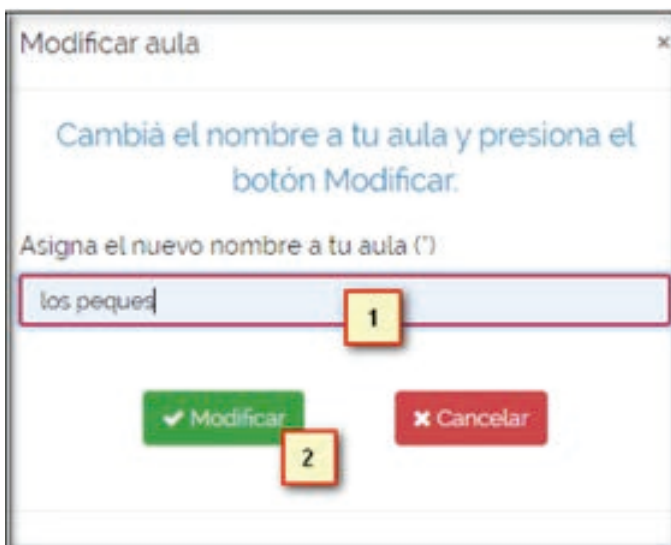 Modificar aula ×
Cambiá el nombre a tu aula y presiona el
botón Modificar.
Asigna el nuevo nombre a tu aula (*)
los peques
1
✔ Modificar ✖ Cancelar
2